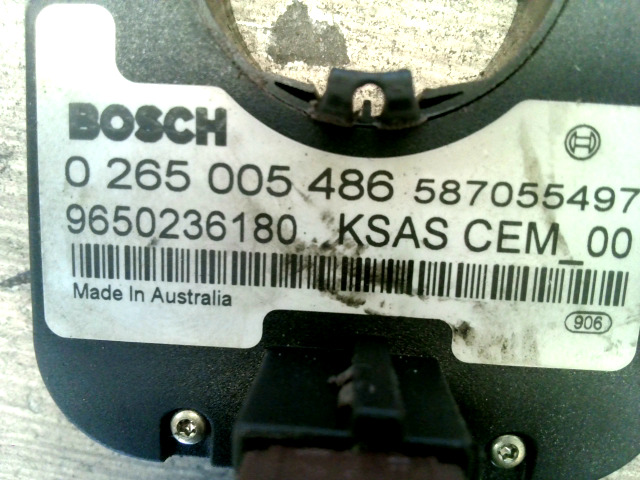 BOSCH
0 265 005 486 587055497
9650236180 KSAS CEM_00
Made In Australia
906